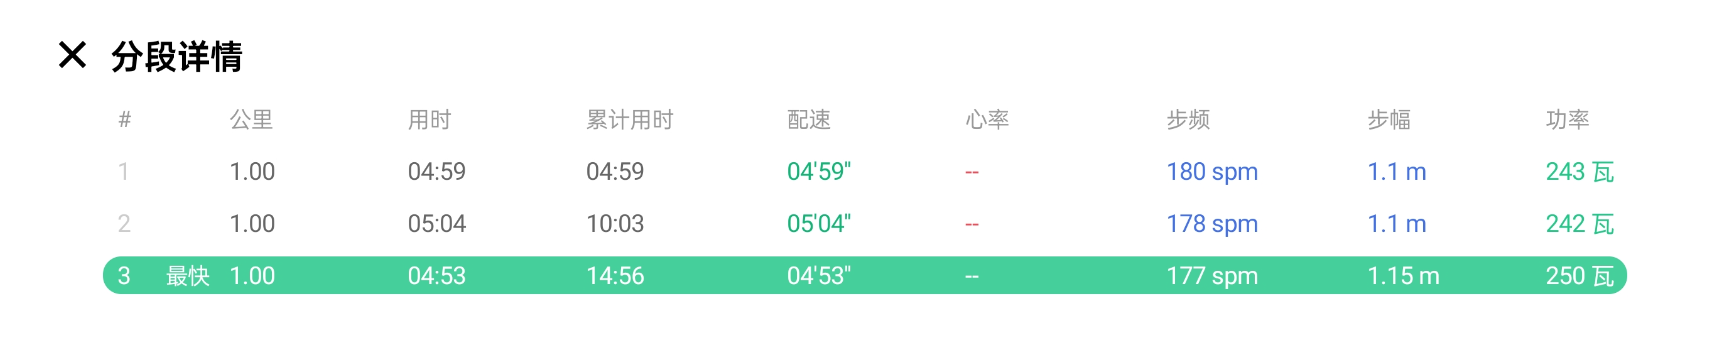 分段详情
# 公里 用时 累计用时 配速 心率 步频 步幅 功率
1 1.00 04:59 04:59 04'59" -- 180 spm 1.1 m 243 瓦
2 1.00 05:04 10:03 05'04" -- 178 spm 1.1 m 242 瓦
3 最快 1.00 04:53 14:56 04'53" -- 177 spm 1.15 m 250 瓦